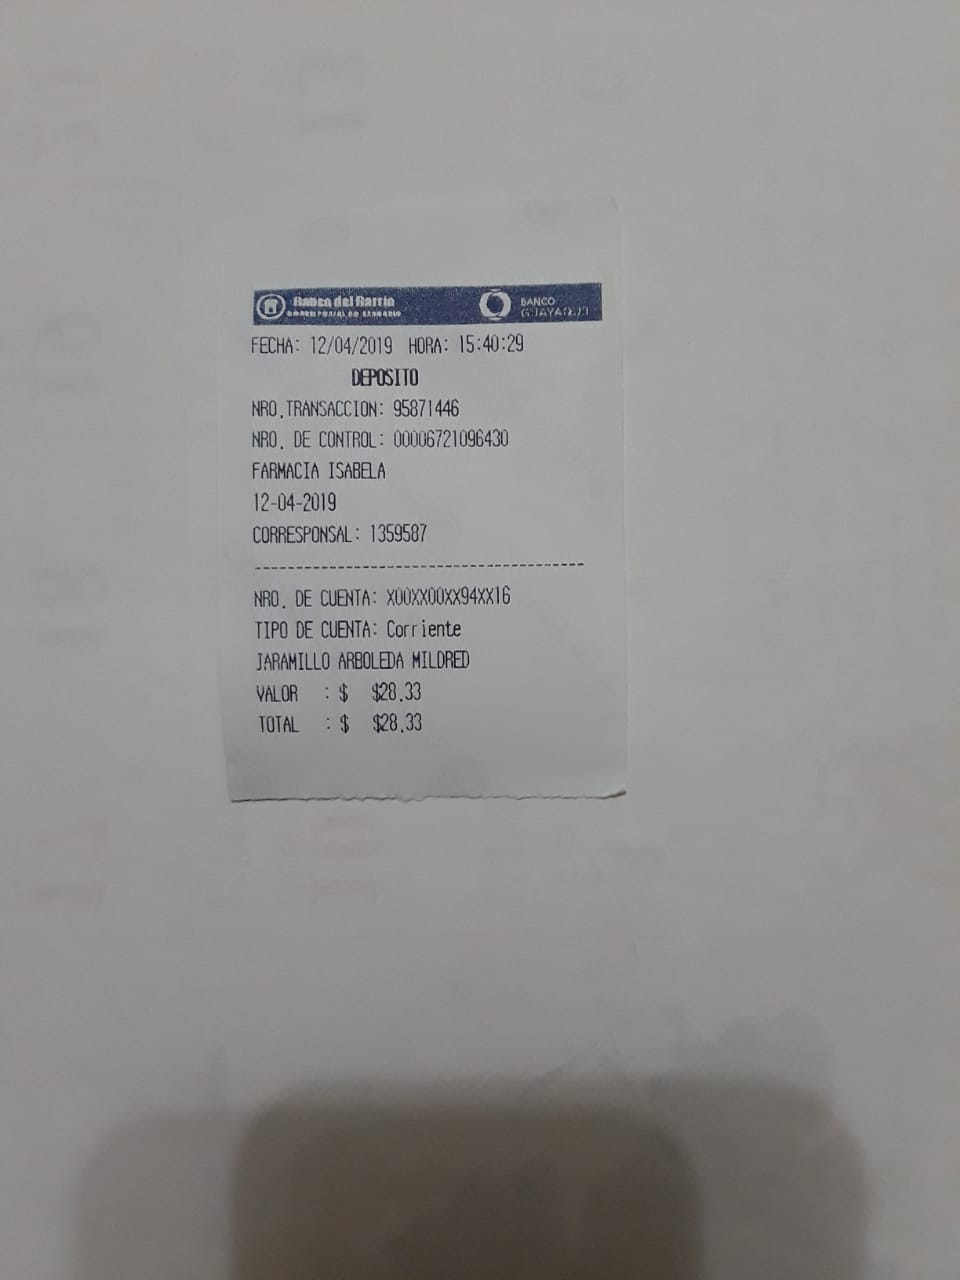 Banco del Barrio
CORRESPONSAL NO BANCARIO
BANCO
GUAYAQUIL
FECHA: 12/04/2019 HORA: 15:40:29
DEPOSITO
NRO.TRANSACCION: 95871446
NRO. DE CONTROL: 00006721096430
FARMACIA ISABELA
12-04-2019
CORRESPONSAL: 1359587
---------------------------------------
NRO. DE CUENTA: X00XX00XX94XX16
TIPO DE CUENTA: Corriente
JARAMILLO ARBOLEDA MILDRED
VALOR : $ $28.33
TOTAL : $ $28.33